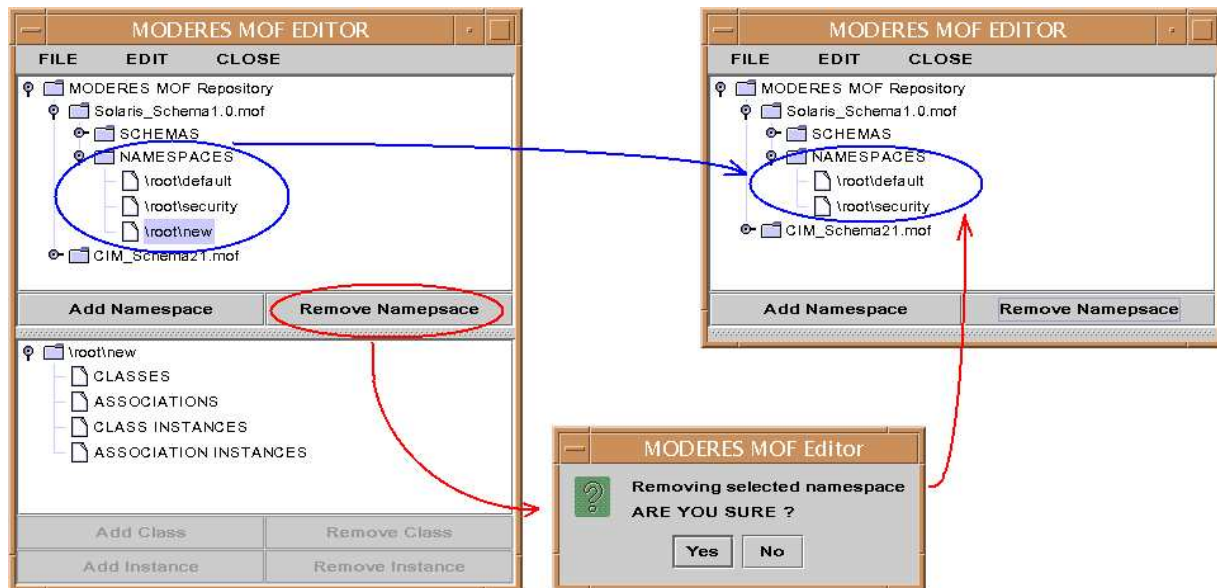 MODERES MOF EDITOR
FILE EDIT CLOSE
MODERES MOF Repository
Solaris_Schema1.0.mof
SCHEMAS
NAMESPACES
\root\default
\root\security
\root\new
CIM_Schema21.mof
Add Namespace Remove Namepsace
\root\new
CLASSES
ASSOCIATIONS
CLASS INSTANCES
ASSOCIATION INSTANCES
Add Class Remove Class
Add Instance Remove Instance
MODERES MOF EDITOR
FILE EDIT CLOSE
MODERES MOF Repository
Solaris_Schema1.0.mof
SCHEMAS
NAMESPACES
\root\default
\root\security
CIM_Schema21.mof
Add Namespace Remove Namepsace
MODERES MOF Editor
Removing selected namespace
ARE YOU SURE ?
Yes No